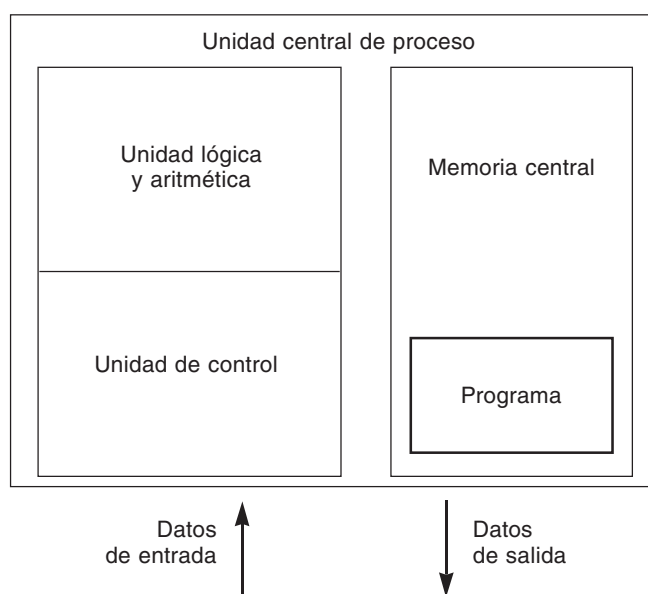 Unidad central de proceso
Unidad lógica
y aritmética
Memoria central
Unidad de control
Programa
Datos
de entrada
Datos
de salida